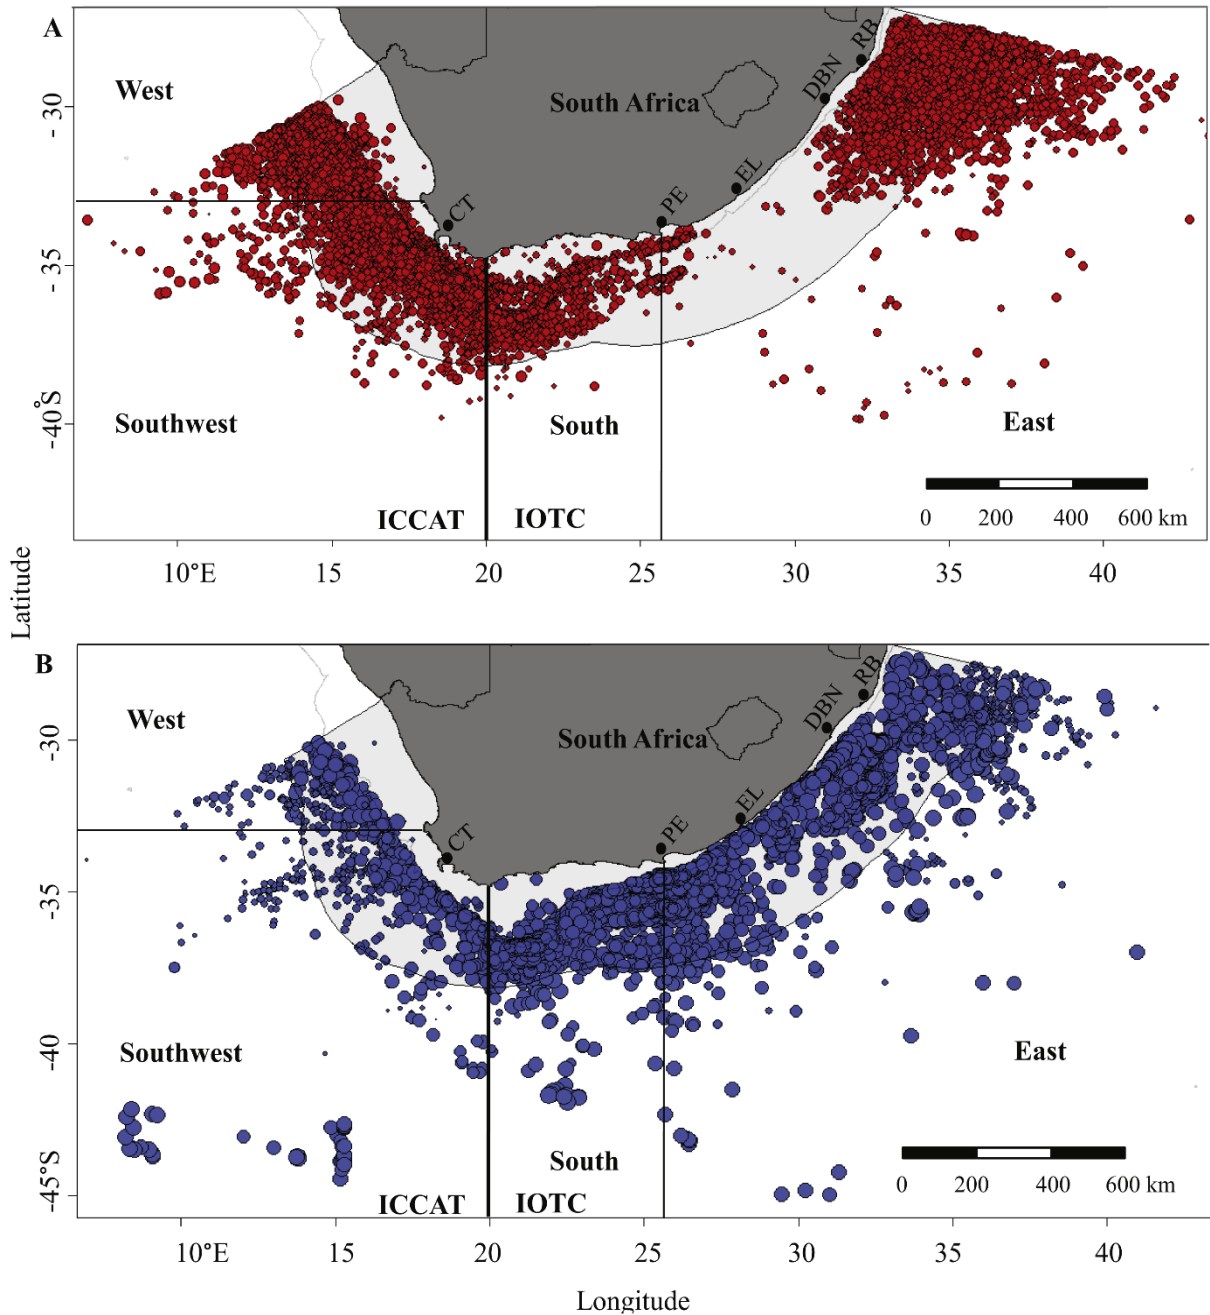 A
West
South Africa
DBN
RB
EL
PE
CT
- 30
- 35
-40°S
Southwest
South
East
ICCAT
IOTC
0 200 400 600 km
10°E 15 20 25 30 35 40
Latitude
B
West
South Africa
DBN
RB
EL
PE
CT
-30
-35
-40
-45°S
Southwest
South
East
ICCAT
IOTC
0 200 400 600 km
10°E 15 20 25 30 35 40
Longitude